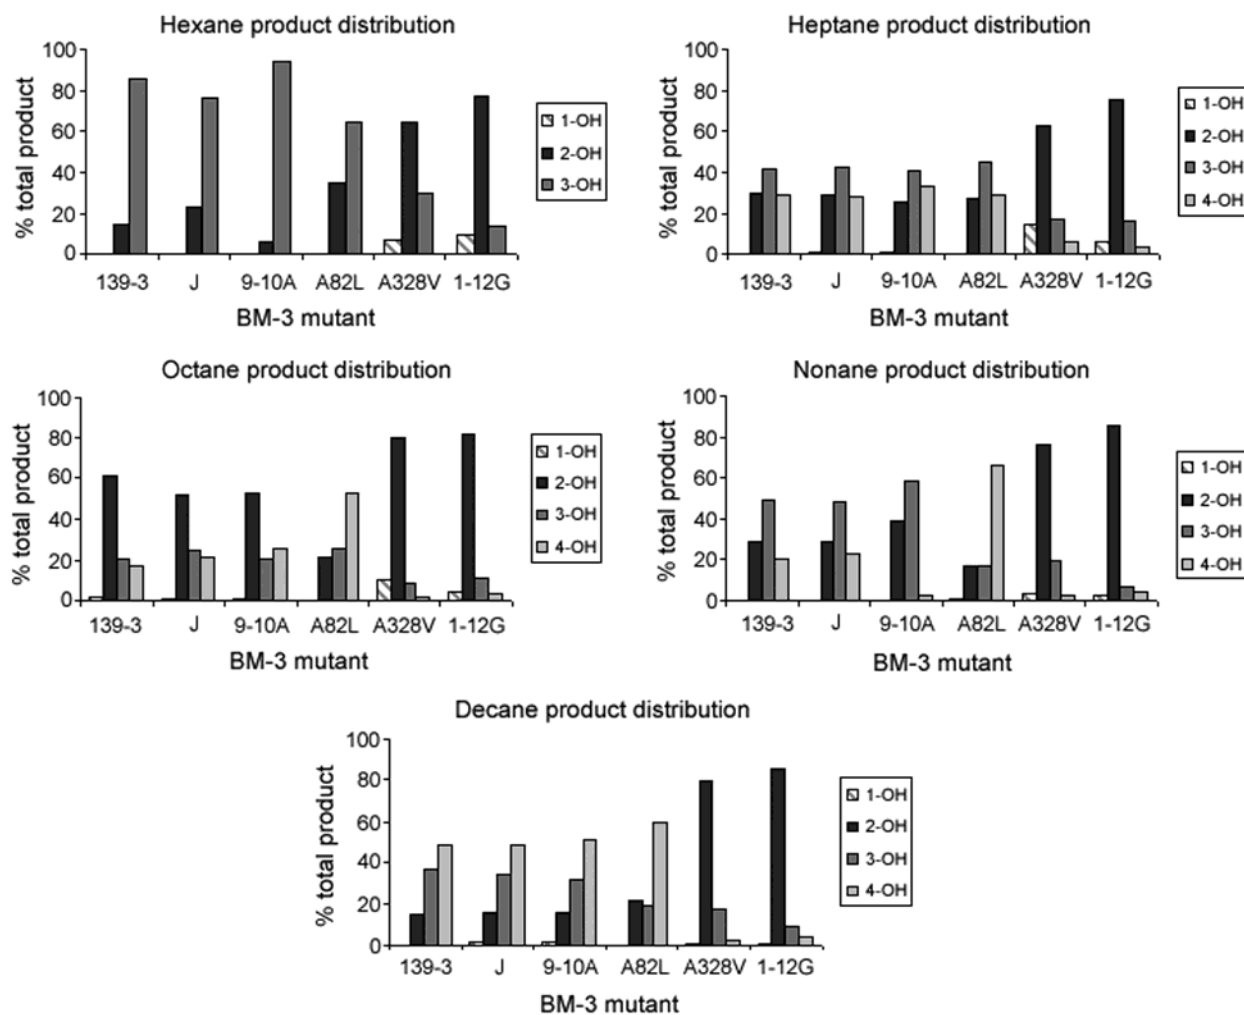 Hexane product distribution
% total product
100
80
60
40
20
0
139-3 J 9-10A A82L A328V 1-12G
BM-3 mutant
1-OH
2-OH
3-OH
Heptane product distribution
% total product
100
80
60
40
20
0
139-3 J 9-10A A82L A328V 1-12G
BM-3 mutant
1-OH
2-OH
3-OH
4-OH
Octane product distribution
% total product
100
80
60
40
20
0
139-3 J 9-10A A82L A328V 1-12G
BM-3 mutant
1-OH
2-OH
3-OH
4-OH
Nonane product distribution
% total product
100
80
60
40
20
0
139-3 J 9-10A A82L A328V 1-12G
BM-3 mutant
1-OH
2-OH
3-OH
4-OH
Decane product distribution
% total product
100
80
60
40
20
0
139-3 J 9-10A A82L A328V 1-12G
BM-3 mutant
1-OH
2-OH
3-OH
4-OH